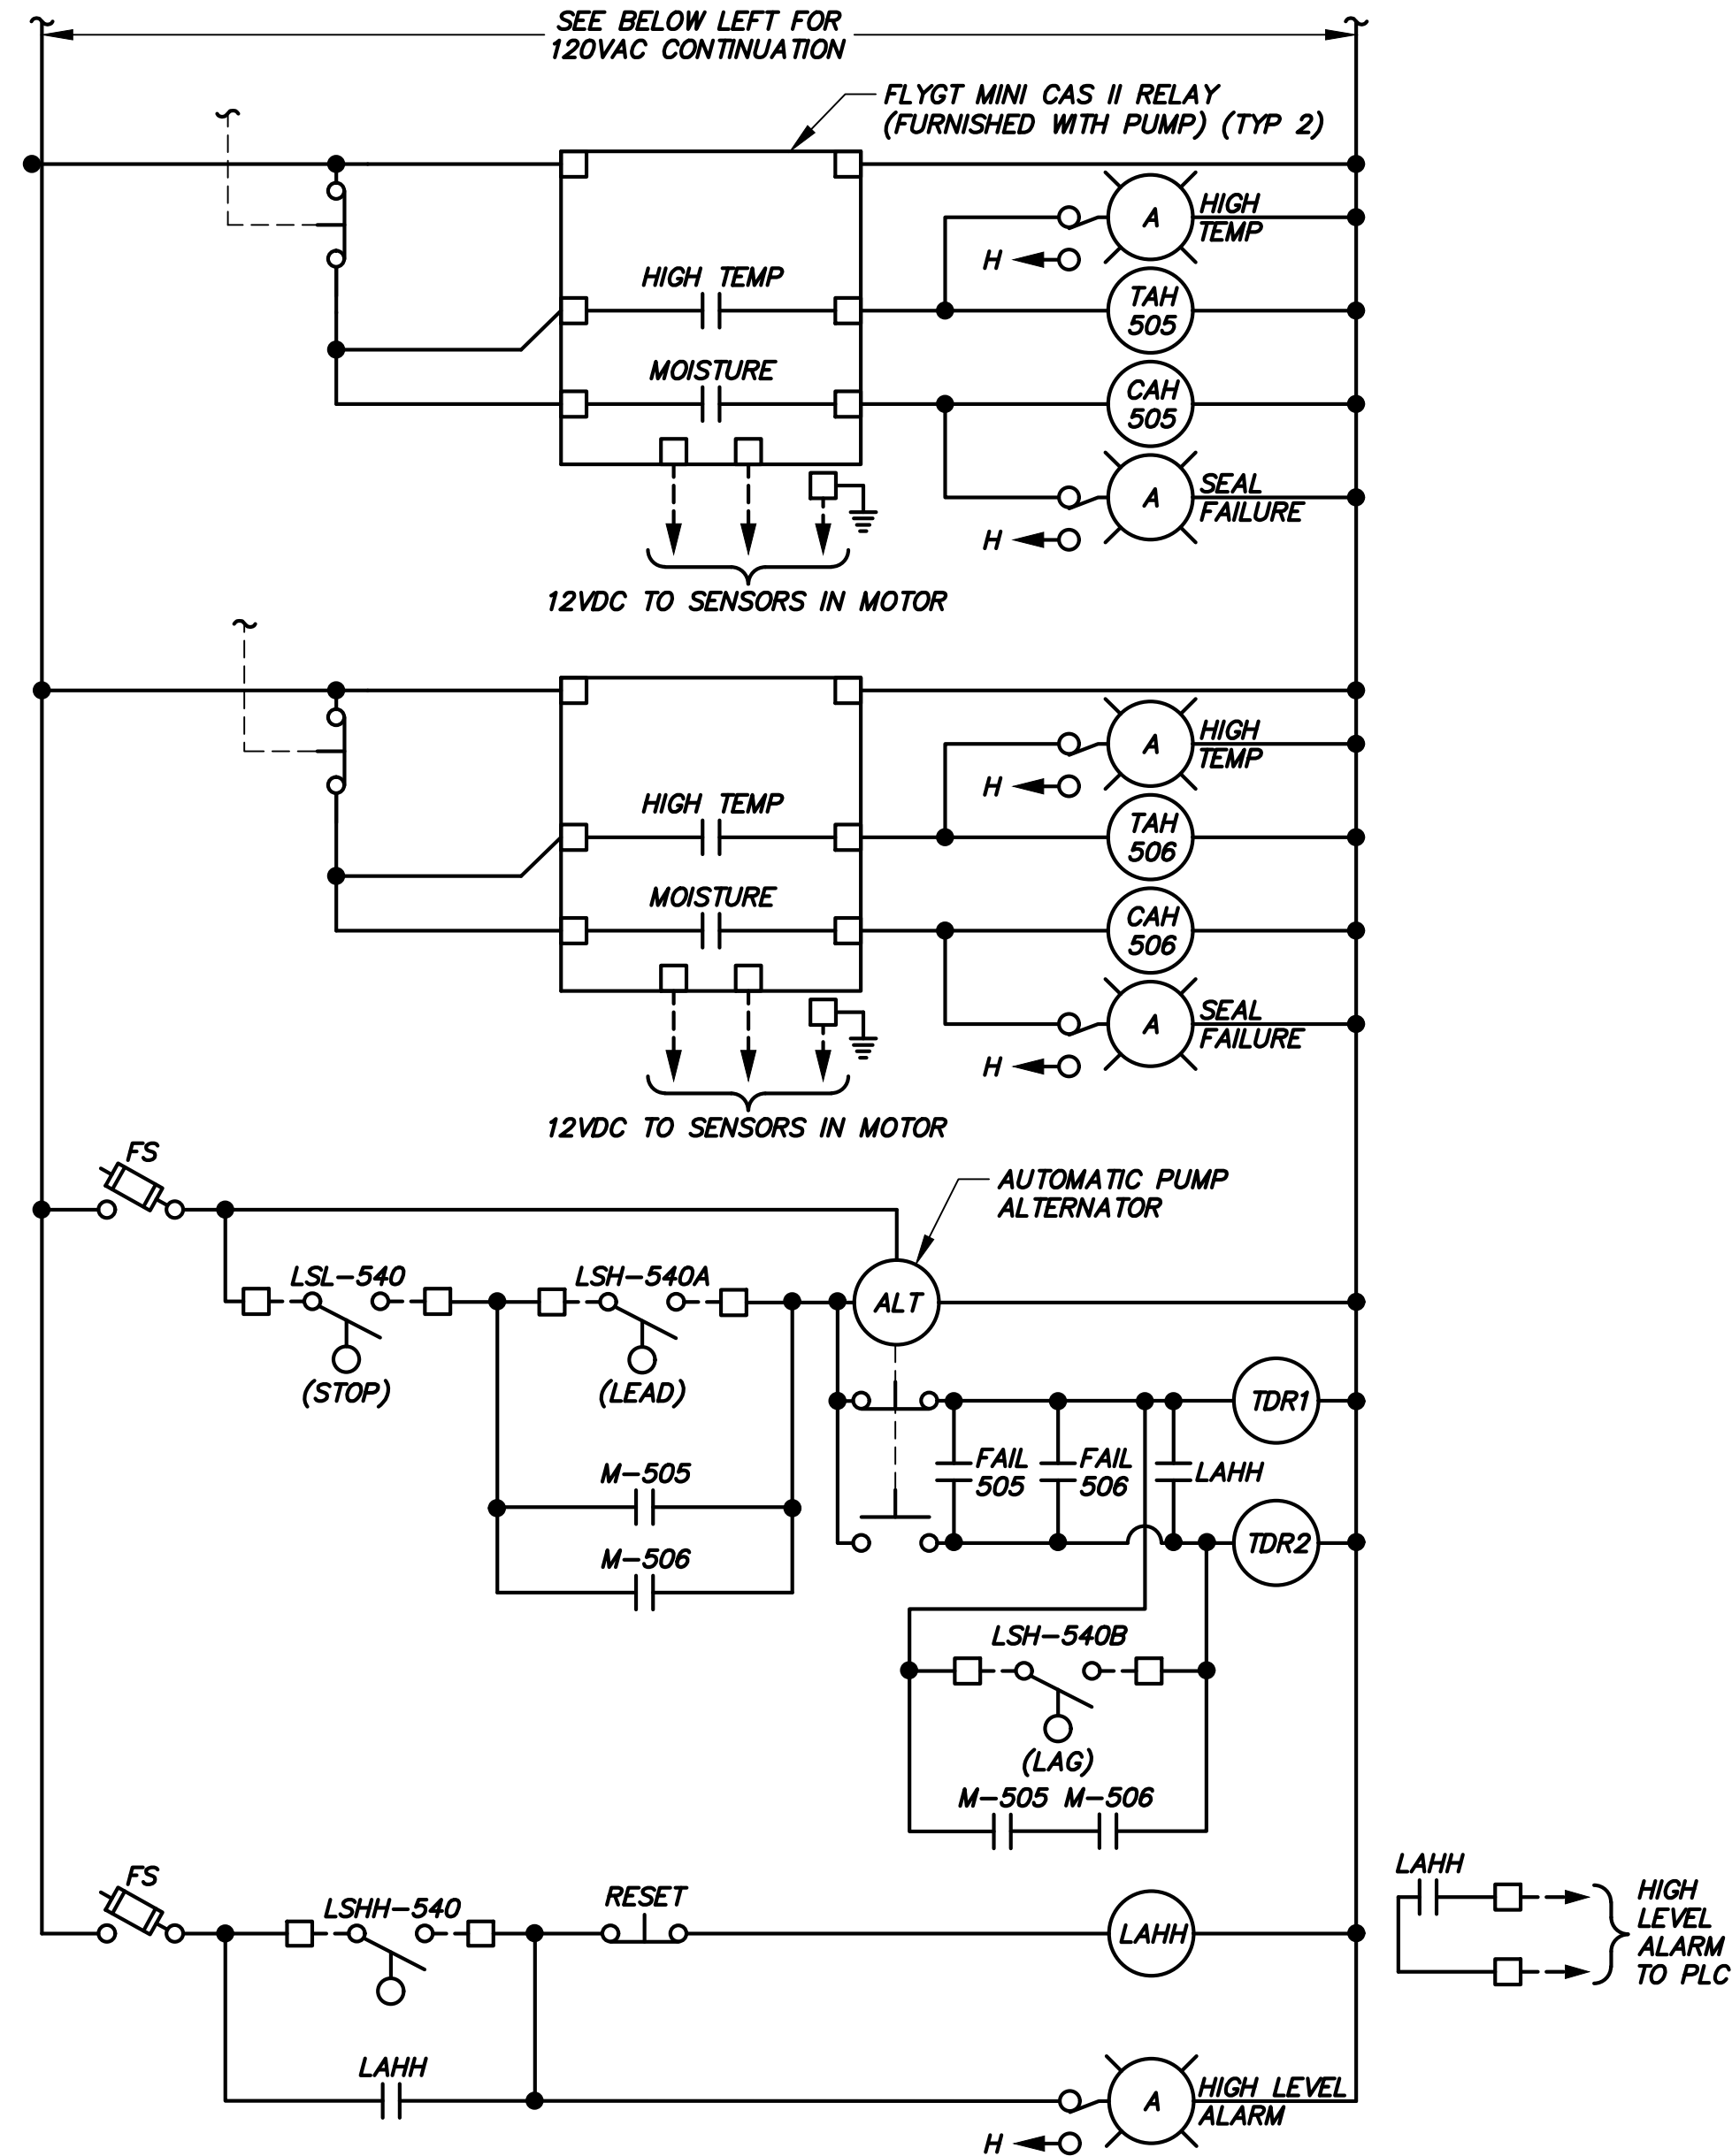 SEE BELOW LEFT FOR
120VAC CONTINUATION
FLYGT MINI CAS II RELAY
(FURNISHED WITH PUMP) (TYP 2)
A
HIGH
TEMP
H
HIGH TEMP
TAH
505
MOISTURE
CAH
505
A
SEAL
FAILURE
H
12VDC TO SENSORS IN MOTOR
A
HIGH
TEMP
H
HIGH TEMP
TAH
506
MOISTURE
CAH
506
A
SEAL
FAILURE
H
12VDC TO SENSORS IN MOTOR
FS
AUTOMATIC PUMP
ALTERNATOR
LSL-540
(STOP)
LSH-540A
(LEAD)
ALT
TDR1
M-505
FAIL
505
FAIL
506
LAHH
M-506
TDR2
LSH-540B
(LAG)
M-505 M-506
FS
LSHH-540
RESET
LAHH
LAHH
HIGH
LEVEL
ALARM
TO PLC
LAHH
A
HIGH LEVEL
ALARM
H